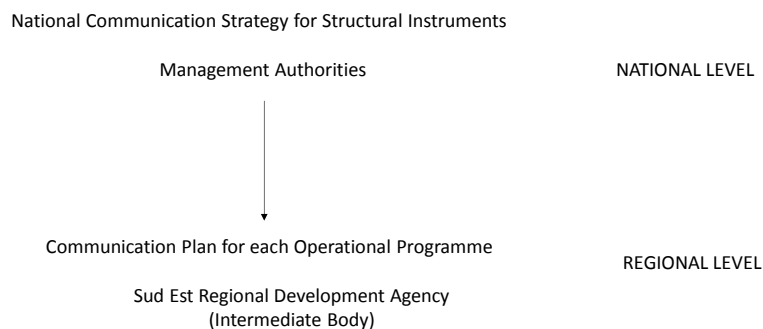 National Communication Strategy for Structural Instruments
Management Authorities
NATIONAL LEVEL
Communication Plan for each Operational Programme
REGIONAL LEVEL
Sud Est Regional Development Agency
(Intermediate Body)